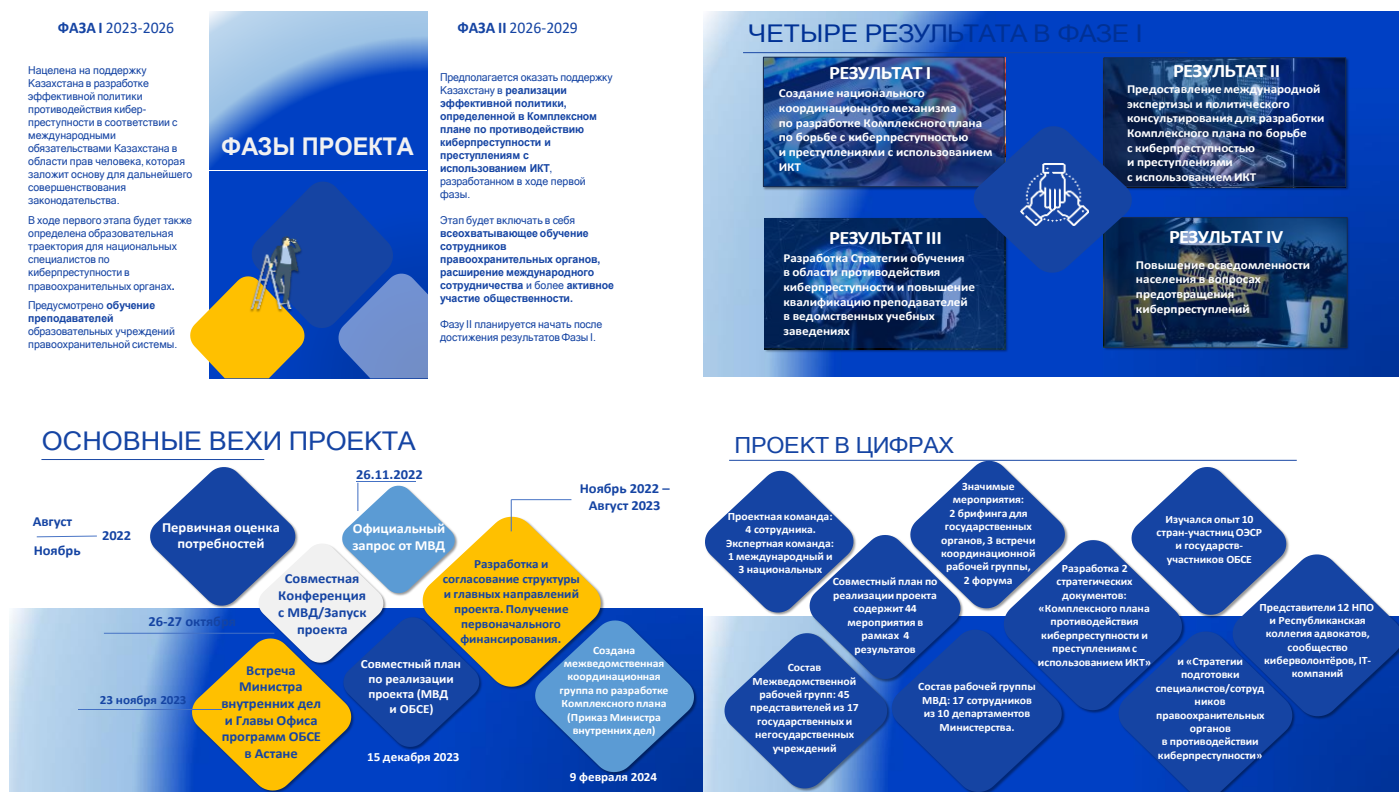 ФАЗА I 2023-2026
Нацелена на поддержку
Казахстана в разработке
эффективной политики
противодействия кибер-
преступности в соответствии с
международными
обязательствами Казахстана в
области прав человека, которая
заложит основу для дальнейшего
совершенствования
законодательства.
В ходе первого этапа будет также
определена образовательная
траектория для национальных
специалистов по
киберпреступности в
правоохранительных органах.
Предусмотрено обучение
преподавателей
образовательных учреждений
правоохранительной системы.
ФАЗЫ ПРОЕКТА
ФАЗА II 2026-2029
Предполагается оказать поддержку
Казахстану в реализации
эффективной политики,
определенной в Комплексном
плане по противодействию
киберпреступности и
преступлениям с
использованием ИКТ,
разработанном в ходе первой
фазы.
Этап будет включать в себя
всеохватывающее обучение
сотрудников
правоохранительных органов,
расширение международного
сотрудничества и более активное
участие общественности.
Фазу II планируется начать после
достижения результатов Фазы I.
ЧЕТЫРЕ РЕЗУЛЬТАТА В ФАЗЕ I
РЕЗУЛЬТАТ I
Создание национального
координационного механизма
по разработке Комплексного плана
по борьбе с киберпреступностью
и преступлениями с использованием
ИКТ
РЕЗУЛЬТАТ II
Предоставление международной
экспертизы и политического
консультирования для разработки
Комплексного плана по борьбе
с киберпреступностью
и преступлениями
с использованием ИКТ
РЕЗУЛЬТАТ III
Разработка Стратегии обучения
в области противодействия
киберпреступности и повышение
квалификацию преподавателей
в ведомственных учебных
заведениях
РЕЗУЛЬТАТ IV
Повышение осведомленности
населения в вопросах
предотвращения
киберпреступлений
3
3
ОСНОВНЫЕ ВЕХИ ПРОЕКТА
Август
Ноябрь
2022
Первичная оценка
потребностей
26.11.2022
Официальный
запрос от МВД
Ноябрь 2022 –
Август 2023
Разработка и
согласование структуры
и главных направлений
проекта. Получение
первоначального
финансирования.
26-27 октября
Совместная
Конференция
с МВД/Запуск
проекта
23 ноября 2023
Встреча
Министра
внутренних дел
и Главы Офиса
программ ОБСЕ
в Астане
Совместный план
по реализации
проекта (МВД
и ОБСЕ)
15 декабря 2023
Создана
межведомственная
координационная
группа по разработке
Комплексного плана
(Приказ Министра
внутренних дел)
9 февраля 2024
ПРОЕКТ В ЦИФРАХ
Проектная команда:
4 сотрудника.
Экспертная команда:
1 международный и
3 национальных
Значимые
мероприятия:
2 брифинга для
государственных
органов, 3 встречи
координационной
рабочей группы,
2 форума
Изучался опыт 10
стран-участниц ОЭСР
и государств-
участников ОБСЕ
Совместный план по
реализации проекта
содержит 44
мероприятия в
рамках 4
результатов
Разработка 2
стратегических
документов:
«Комплексного плана
противодействия
киберпреступности и
преступлениям с
использованием ИКТ»
Представители 12 НПО
и Республиканская
коллегия адвокатов,
сообщество
киберволонтёров, IT-
компаний
Состав
Межведомственной
рабочей групп: 45
представителей из 17
государственных и
негосударственных
учреждений
Состав рабочей группы
МВД: 17 сотрудников
из 10 департаментов
Министерства.
и «Стратегии
подготовки
специалистов/сотруд
ников
правоохранительных
органов
в противодействии
киберпреступности»